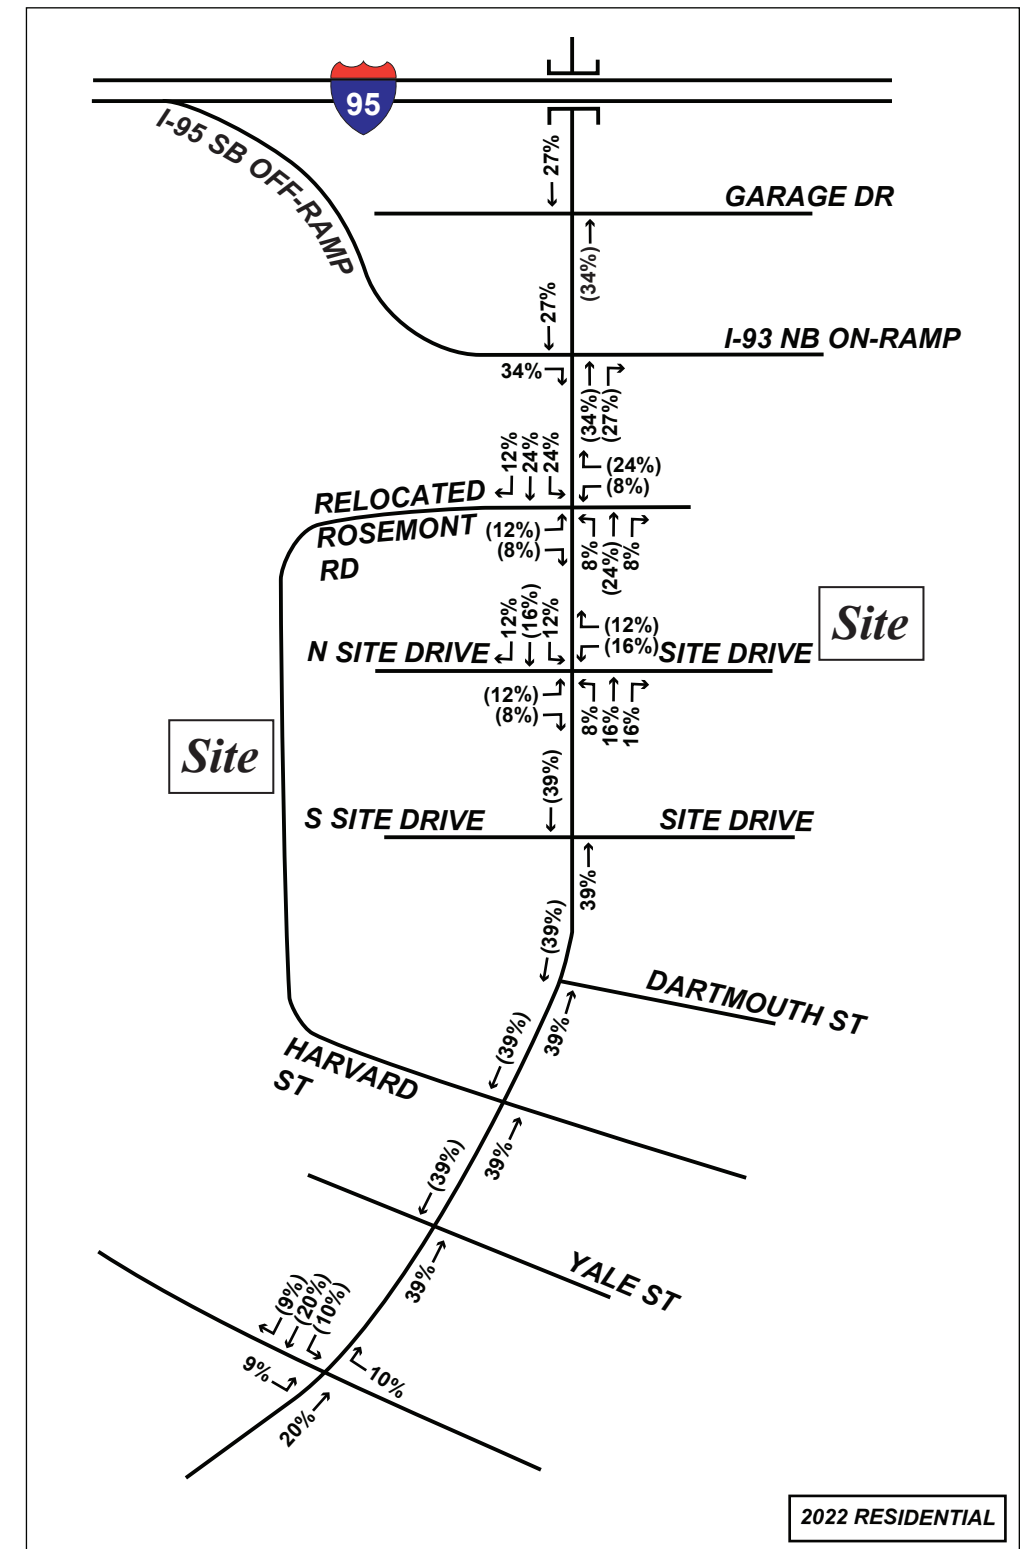 95
I-95 SB OFF-RAMP
27%
GARAGE DR
(34%)
27%
I-93 NB ON-RAMP
34%
(34%)
(27%)
12%
24%
24%
(24%)
(8%)
RELOCATED
ROSEMONT
RD
(12%)
(8%)
8%
(24%)
8%
Site
12%
(16%)
12%
(12%)
(16%)
N SITE DRIVE
SITE DRIVE
(12%)
(8%)
8%
16%
16%
Site
(39%)
S SITE DRIVE
SITE DRIVE
39%
(39%)
DARTMOUTH ST
39%
(39%)
HARVARD
ST
39%
(39%)
YALE ST
39%
(9%)
(20%)
(10%)
9%
10%
20%
2022 RESIDENTIAL